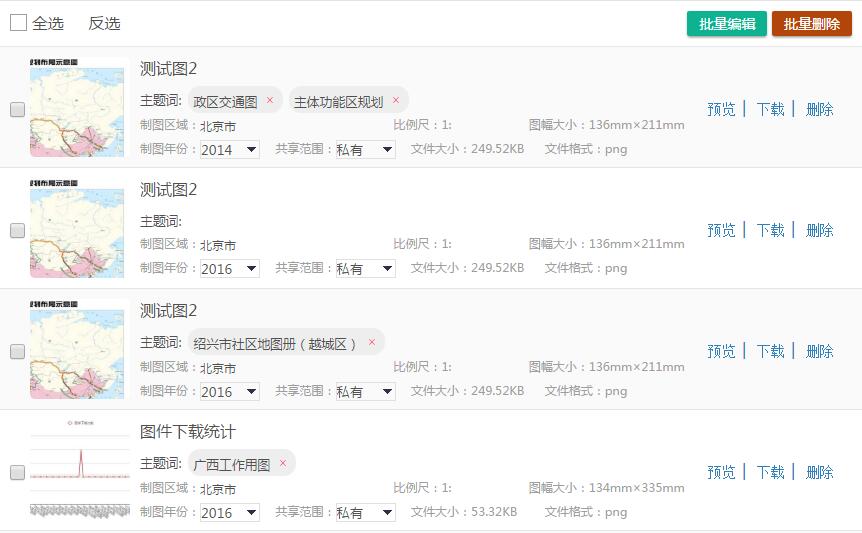 全选 反选 批量编辑 批量删除
测试图2
主题词: 政区交通图 × 主体功能区规划 ×
制图区域：北京市 比例尺：1: 图幅大小：136mm×211mm
预览 | 下载 | 删除
制图年份：2014 共享范围：私有 文件大小：249.52KB 文件格式：png
测试图2
主题词:
制图区域：北京市 比例尺：1: 图幅大小：136mm×211mm
预览 | 下载 | 删除
制图年份：2016 共享范围：私有 文件大小：249.52KB 文件格式：png
测试图2
主题词: 绍兴市社区地图册（越城区） ×
制图区域：北京市 比例尺：1: 图幅大小：136mm×211mm
预览 | 下载 | 删除
制图年份：2016 共享范围：私有 文件大小：249.52KB 文件格式：png
图件下载统计
主题词: 广西工作用图 ×
制图区域：北京市 比例尺：1: 图幅大小：134mm×335mm
预览 | 下载 | 删除
制图年份：2016 共享范围：私有 文件大小：53.32KB 文件格式：png